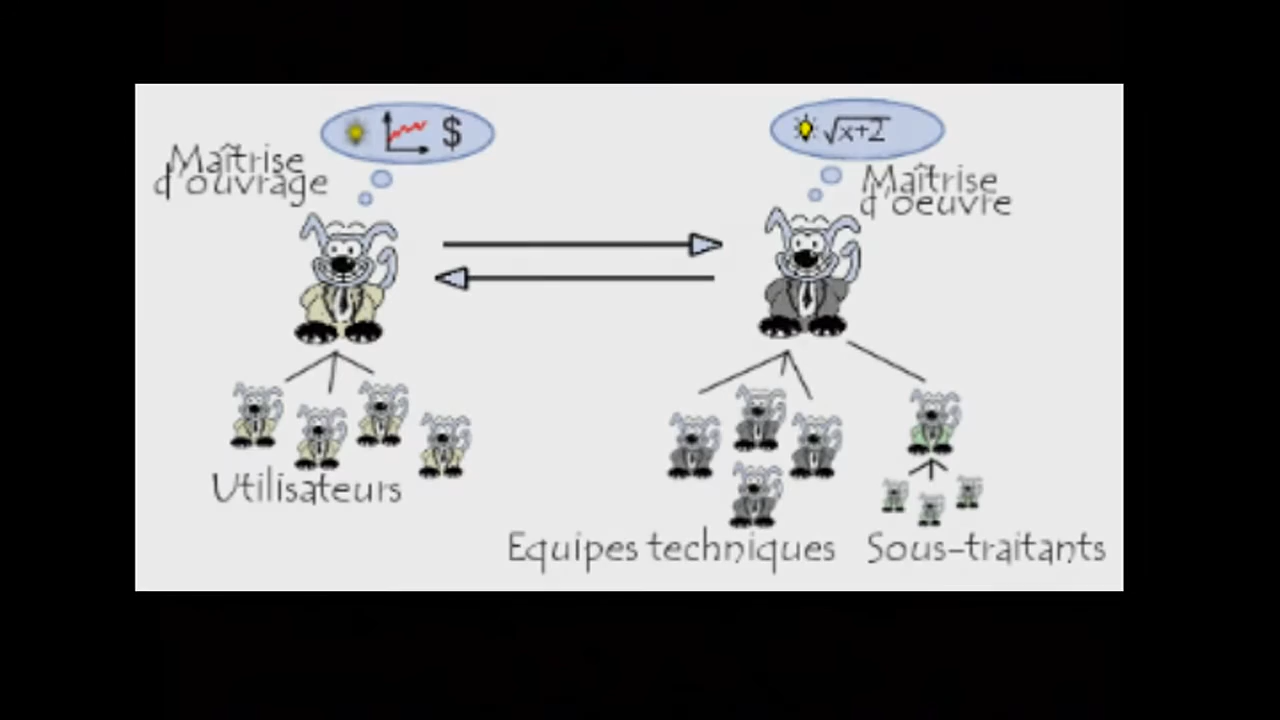 $
√x+2
Maîtrise
d'ouvrage
Maîtrise
d'oeuvre
Utilisateurs
Equipes techniques
Sous-traitants